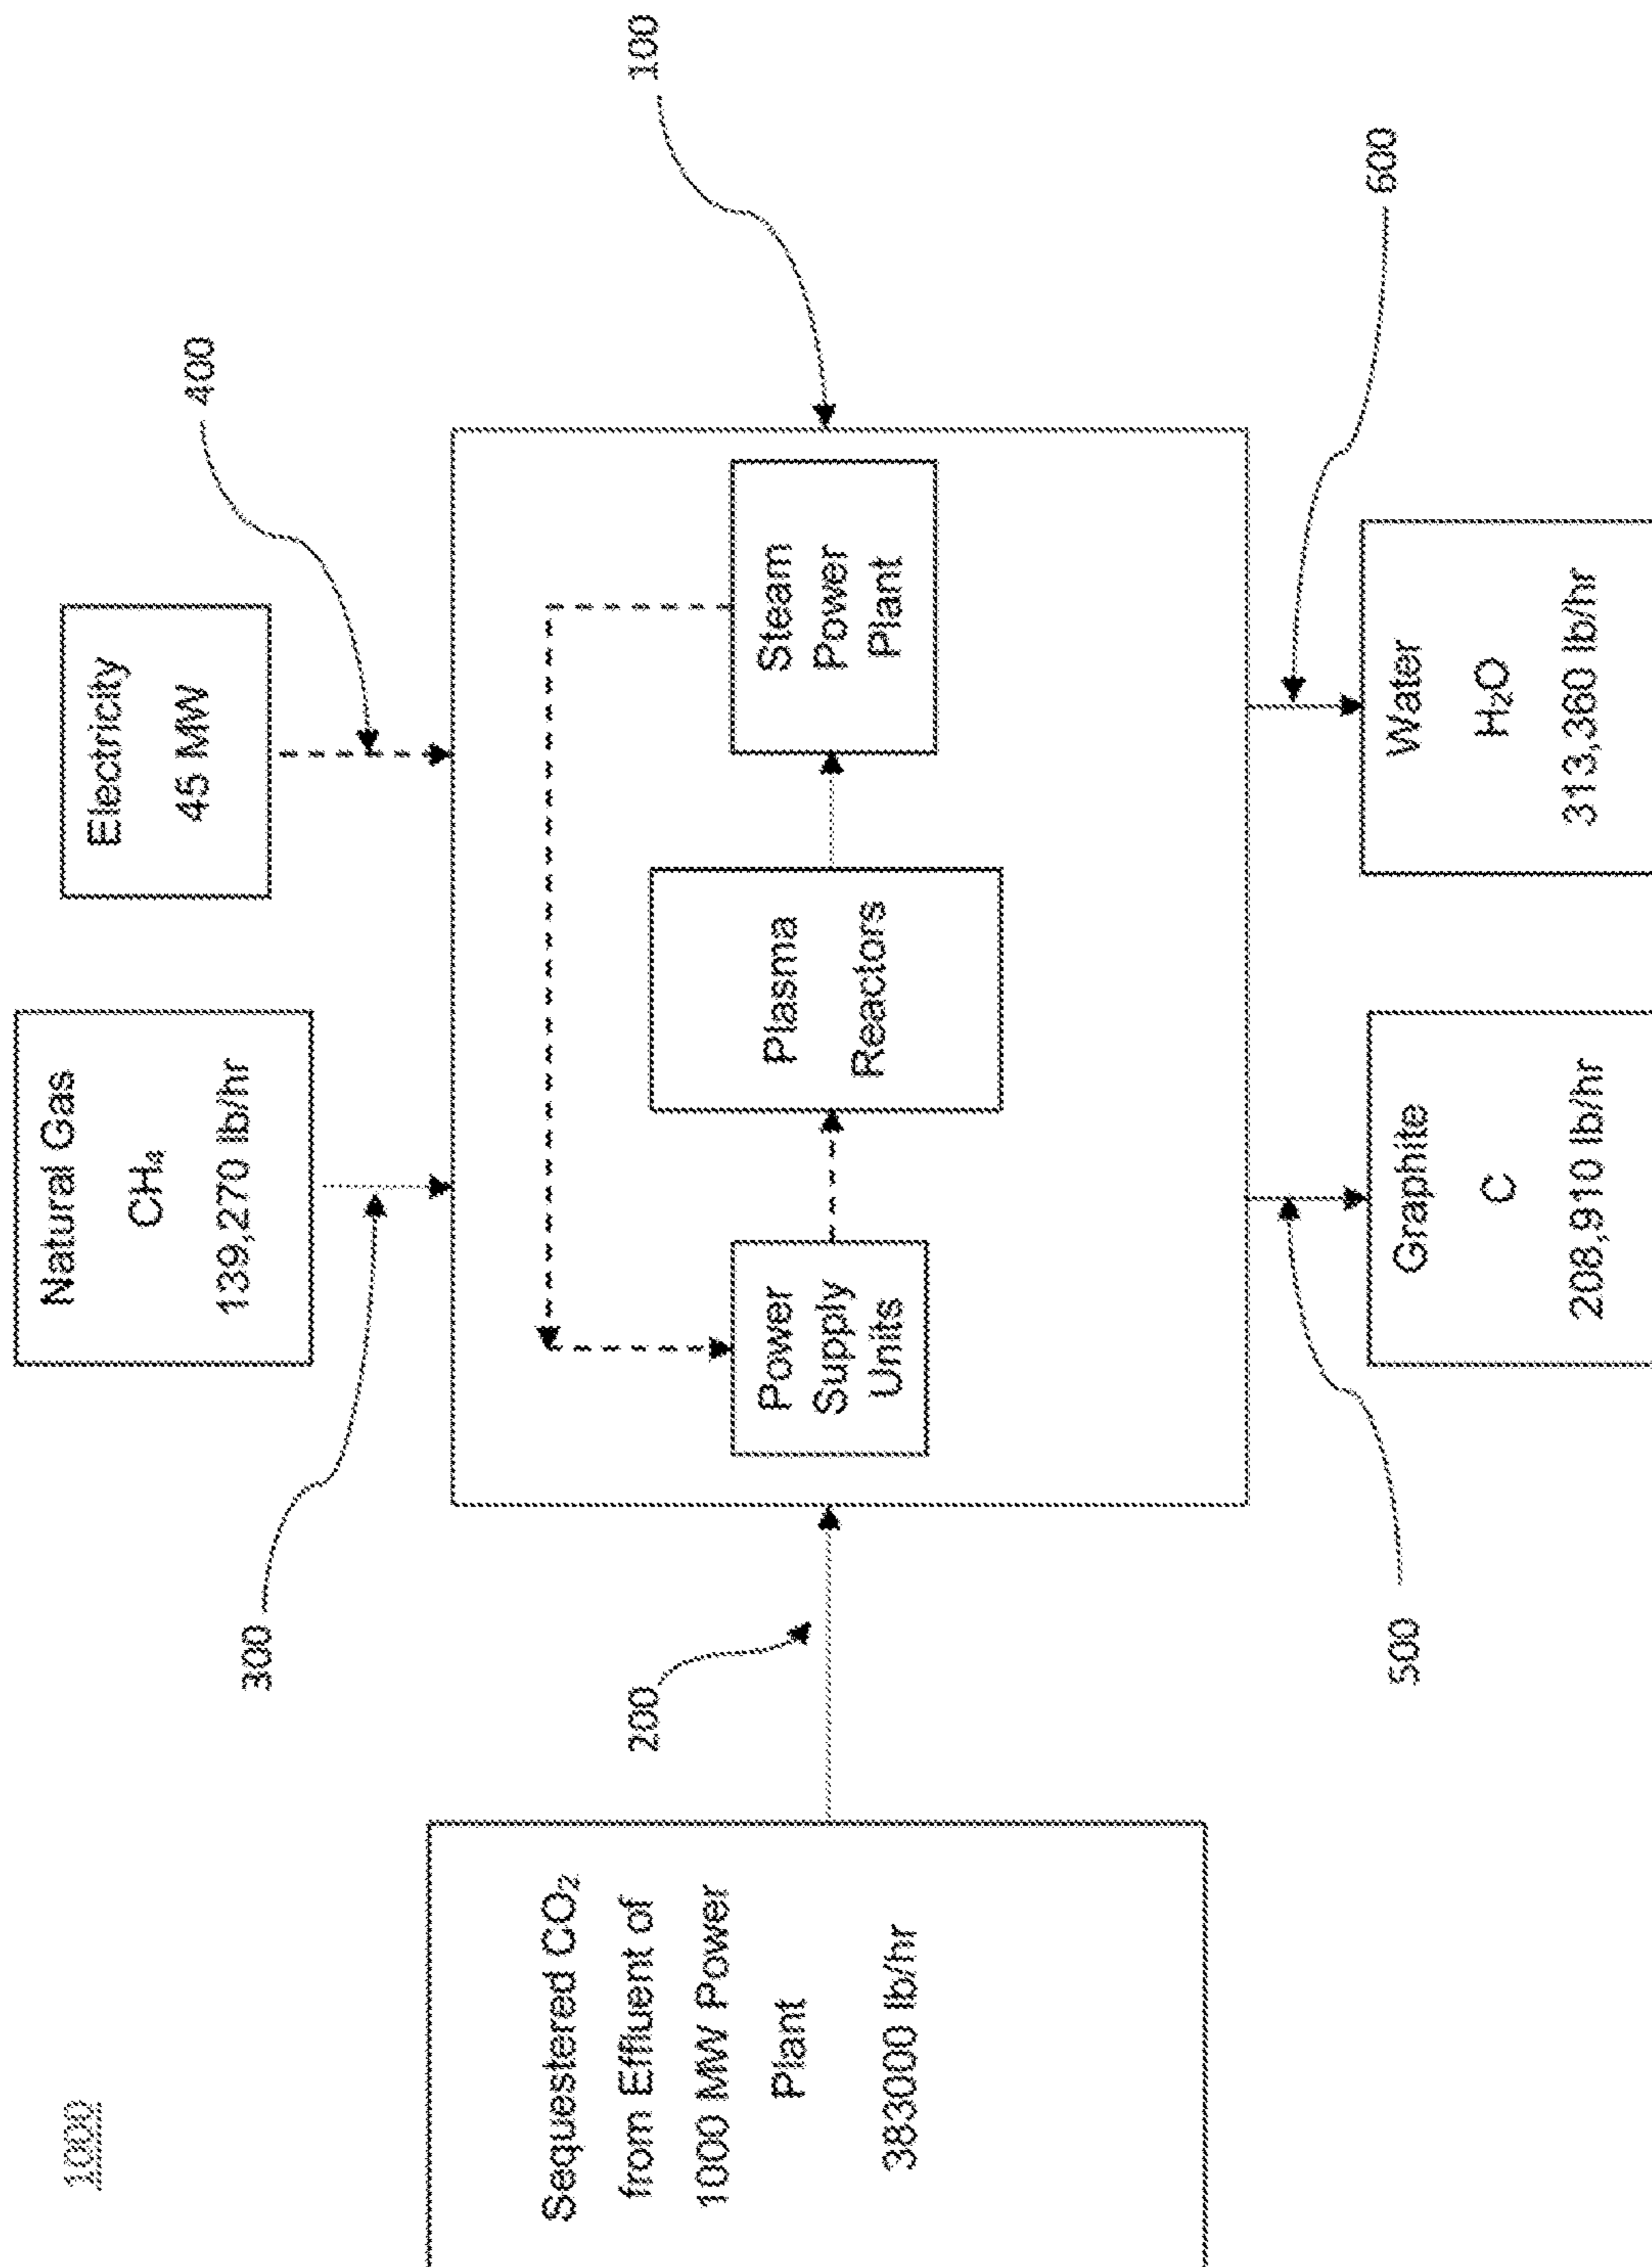 1000
Sequestered CO₂
from Effluent of
1000 MW Power
Plant
383000 lb/hr
200
300
Natural Gas
CH₄
139,270 lb/hr
400
Electricity
45 MW
100
Power
Supply
Units
Plasma
Reactors
Steam
Power
Plant
500
Graphite
C
208,910 lb/hr
600
Water
H₂O
313,360 lb/hr